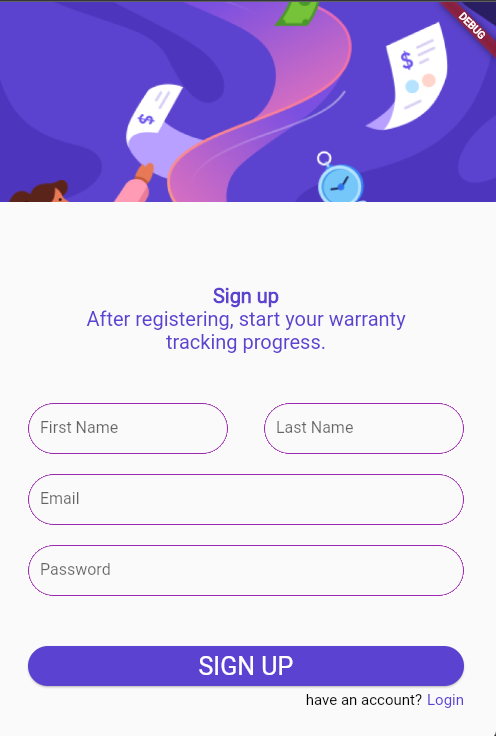 DEBUG
$
$
Sign up
After registering, start your warranty
tracking progress.
First Name
Last Name
Email
Password
SIGN UP
have an account? Login